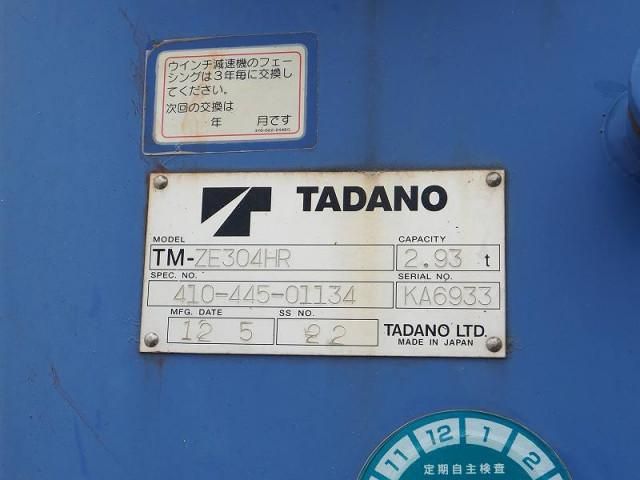 ウインチ減速機のフェー
シングは3年毎に交換し
てください。
次回の交換は
年 月です
TADANO
MODEL CAPACITY
TM-ZE304HR 2.93 t
SPEC. NO. SERIAL NO.
410-445-01134 KA6933
MFG. DATE SS NO.
12 5 22 TADANO LTD.
MADE IN JAPAN
11 12 1 2
定期自主検査